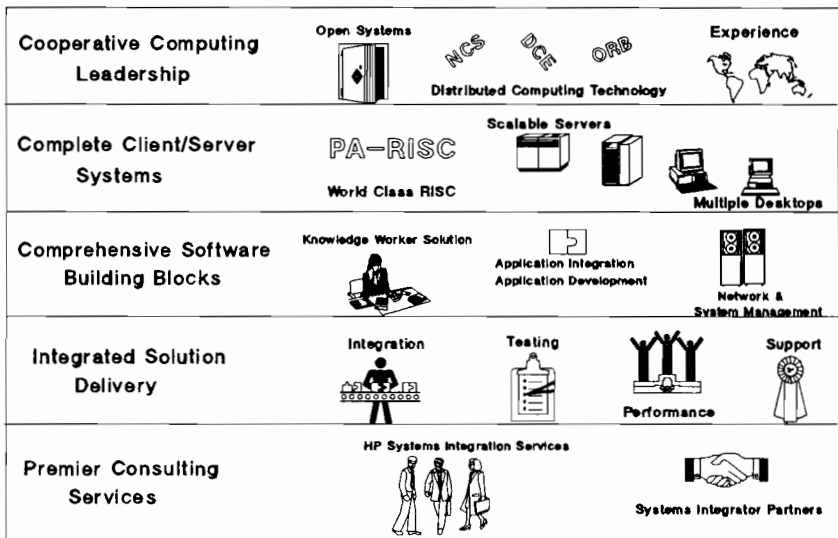 Cooperative Computing
Leadership
Open Systems
NCS
DCE
ORB
Distributed Computing Technology
Experience
Complete Client/Server
Systems
PA-RISC
World Class RISC
Scalable Servers
Multiple Desktops
Comprehensive Software
Building Blocks
Knowledge Worker Solution
Application Integration
Application Development
Network &
System Management
Integrated Solution
Delivery
Integration
Testing
Performance
Support
Premier Consulting
Services
HP Systems Integration Services
Systems Integrator Partners